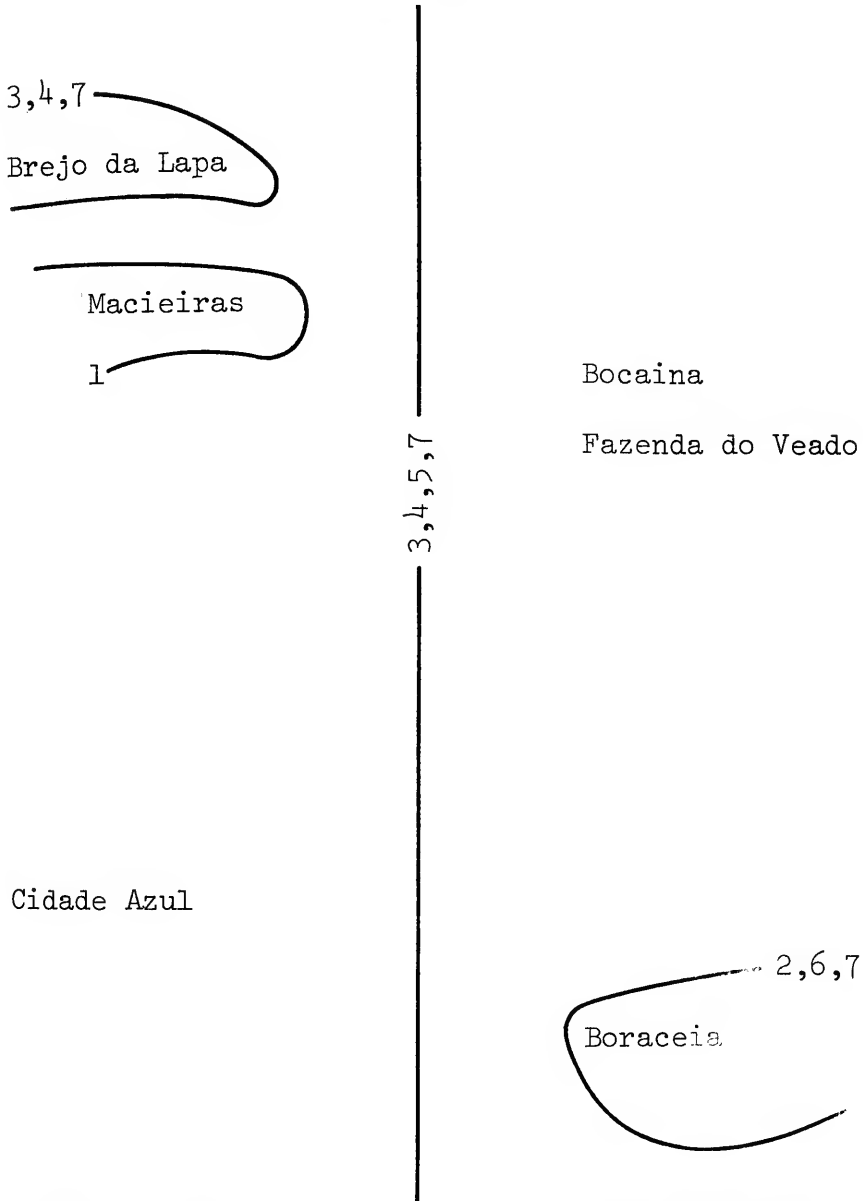 3,4,7
Brejo da Lapa
Macieiras
1
Bocaina
Fazenda do Veado
3,4,5,7
Cidade Azul
2,6,7
Boraceia